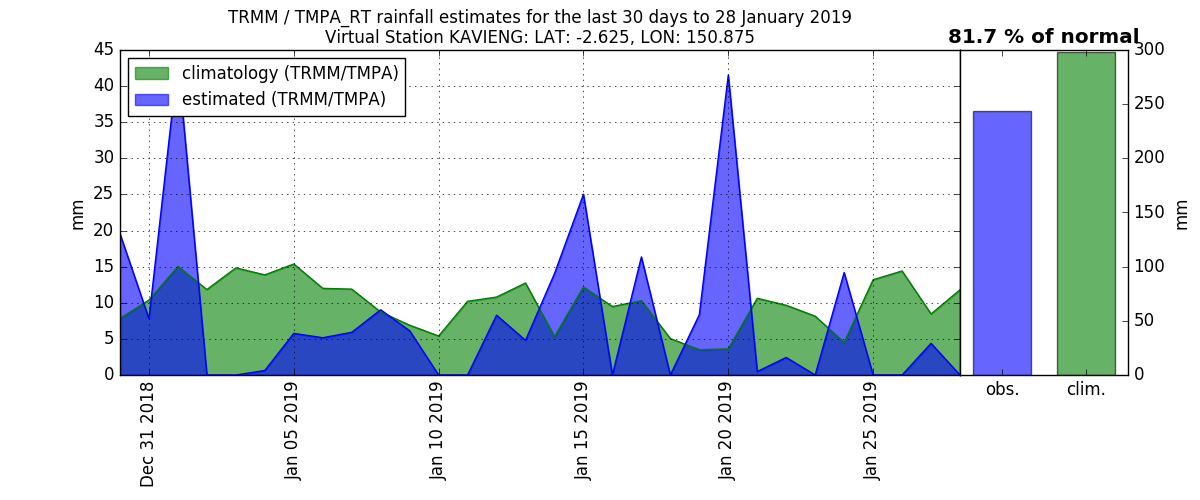 TRMM / TMPA_RT rainfall estimates for the last 30 days to 28 January 2019
Virtual Station KAVIENG: LAT: -2.625, LON: 150.875
81.7 % of normal
climatology (TRMM/TMPA)
estimated (TRMM/TMPA)
45
40
35
30
25
20
15
10
5
0
mm
Dec 31 2018
Jan 05 2019
Jan 10 2019
Jan 15 2019
Jan 20 2019
Jan 25 2019
300
250
200
150
100
50
0
mm
obs.
clim.